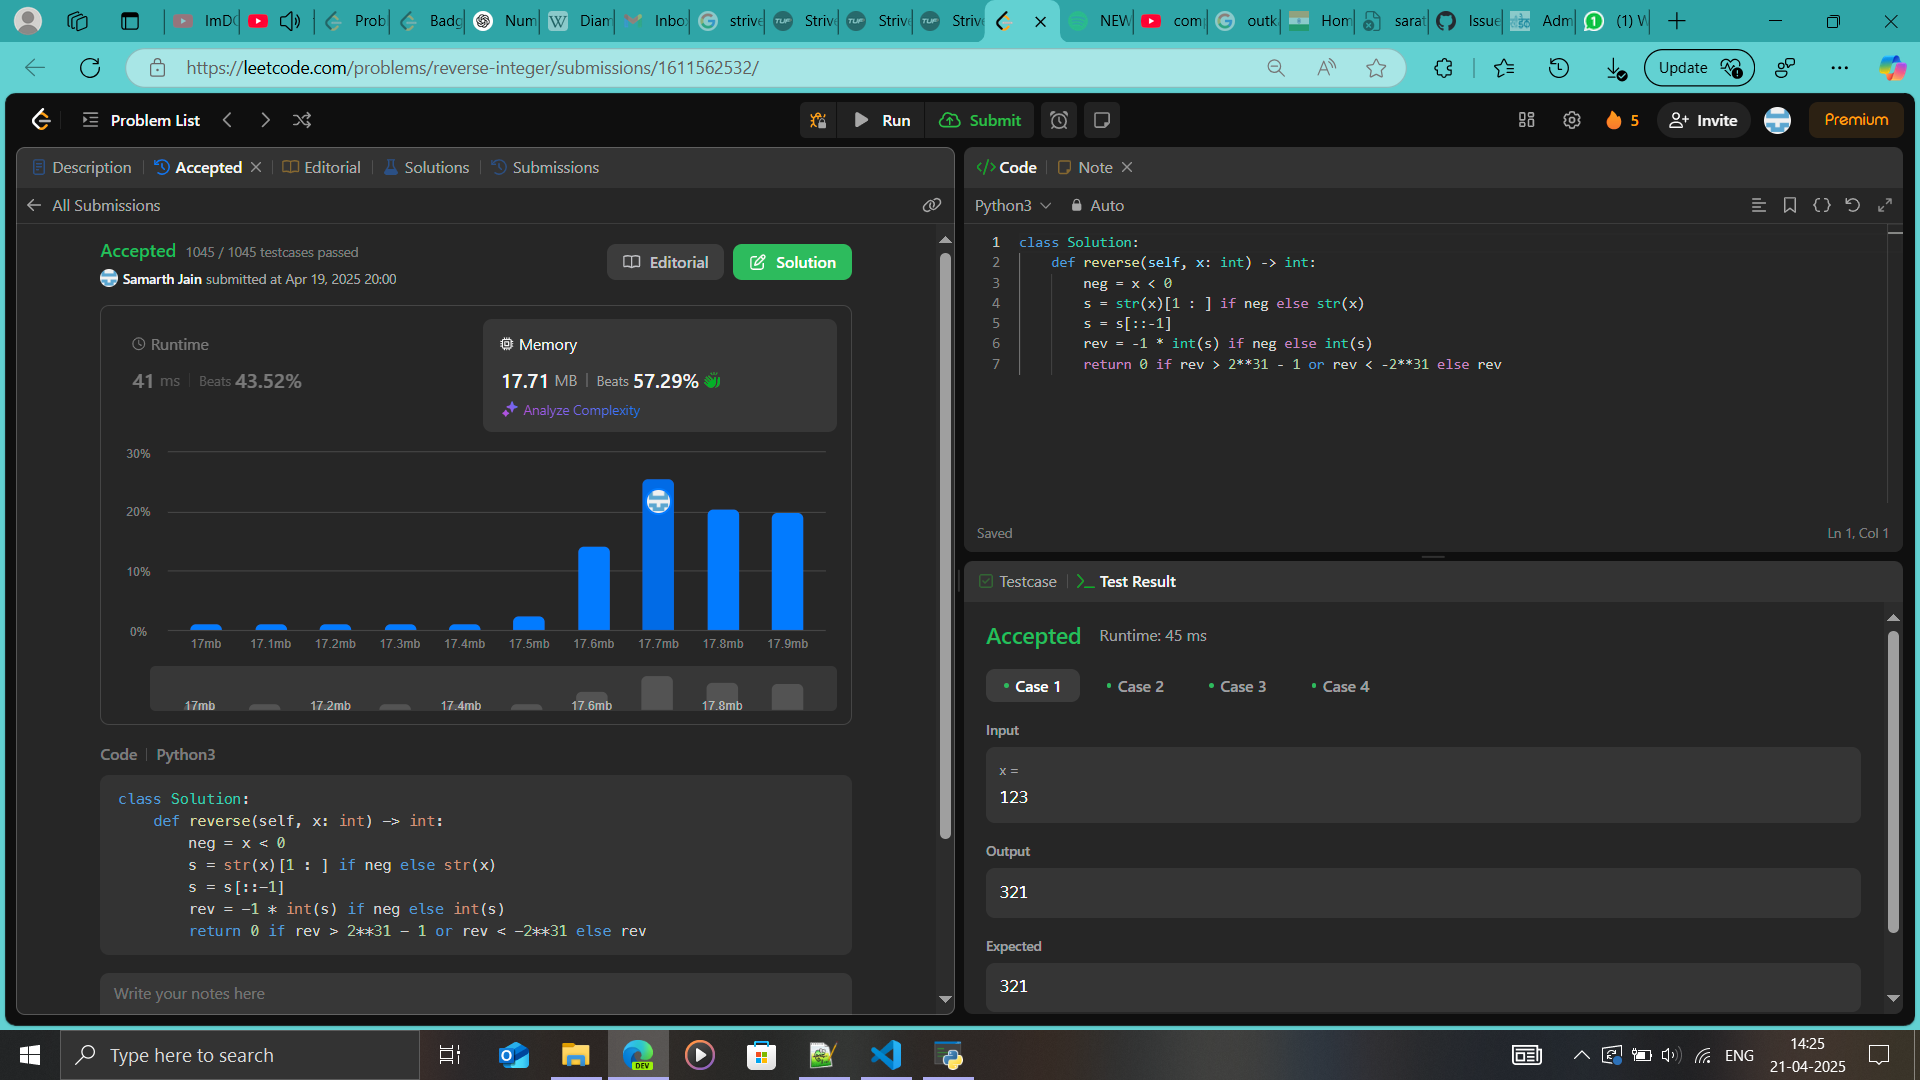 ImDC
Prob
Badg
Num
Diam
Inbo
strive
Strive
Strive
Strive
NEW
com
outk
Hom
sarat
Issue
Adm
(1) W
https://leetcode.com/problems/reverse-integer/submissions/1611562532/
Update
Problem List
Run
Submit
5
Invite
Premium
Description
Accepted
Editorial
Solutions
Submissions
All Submissions
Accepted 1045 / 1045 testcases passed
Samarth Jain submitted at Apr 19, 2025 20:00
Editorial
Solution
Runtime
41 ms | Beats 43.52%
Memory
17.71 MB | Beats 57.29%
Analyze Complexity
30%
20%
10%
0%
17mb 17.1mb 17.2mb 17.3mb 17.4mb 17.5mb 17.6mb 17.7mb 17.8mb 17.9mb
17mb 17.2mb 17.4mb 17.6mb 17.8mb
Code | Python3
class Solution:
    def reverse(self, x: int) -> int:
        neg = x < 0
        s = str(x)[1 : ] if neg else str(x)
        s = s[::-1]
        rev = -1 * int(s) if neg else int(s)
        return 0 if rev > 2**31 - 1 or rev < -2**31 else rev
Write your notes here
</> Code
Note
Python3
Auto
1 class Solution:
2     def reverse(self, x: int) -> int:
3         neg = x < 0
4         s = str(x)[1 : ] if neg else str(x)
5         s = s[::-1]
6         rev = -1 * int(s) if neg else int(s)
7         return 0 if rev > 2**31 - 1 or rev < -2**31 else rev
Saved
Ln 1, Col 1
Testcase
Test Result
Accepted Runtime: 45 ms
Case 1
Case 2
Case 3
Case 4
Input
x =
123
Output
321
Expected
321
Type here to search
DEV
ENG
14:25
21-04-2025